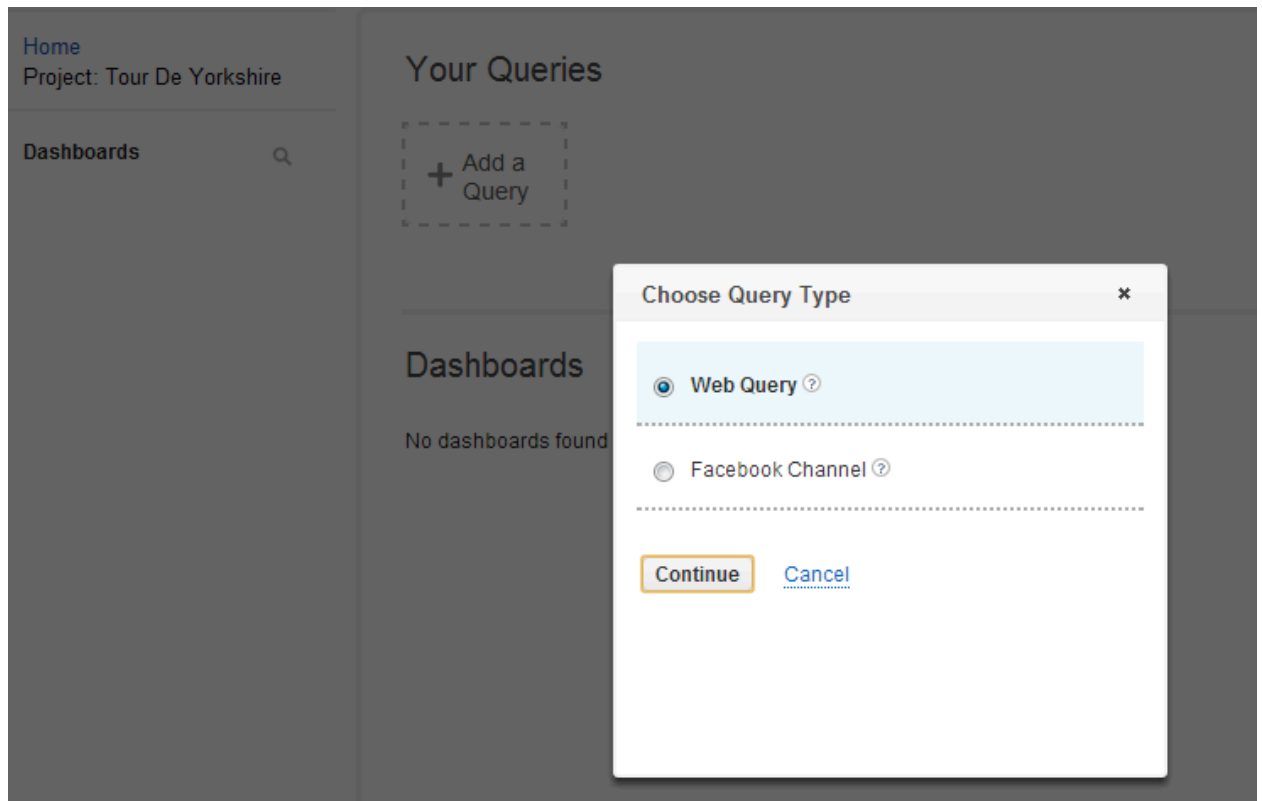 Home
Project: Tour De Yorkshire
Dashboards
Your Queries
+ Add a
Query
Dashboards
No dashboards found
Choose Query Type
Web Query ?
Facebook Channel ?
Continue Cancel